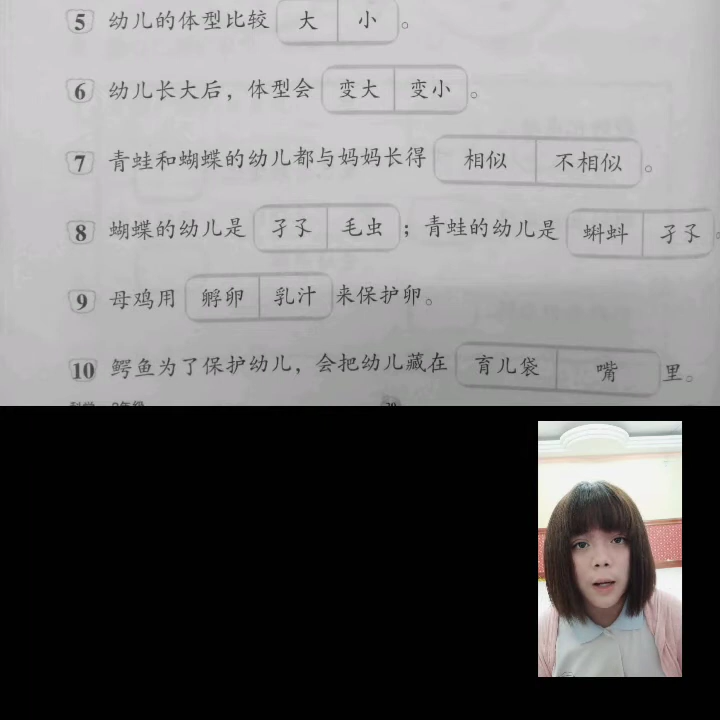 5 幼儿的体型比较 大 小 。
6 幼儿长大后，体型会 变大 变小 。
7 青蛙和蝴蝶的幼儿都与妈妈长得 相似 不相似 。
8 蝴蝶的幼儿是 孑孓 毛虫 ；青蛙的幼儿是 蝌蚪 孑孓 。
9 母鸡用 孵卵 乳汁 来保护卵。
10 鳄鱼为了保护幼儿，会把幼儿藏在 育儿袋 嘴 里。